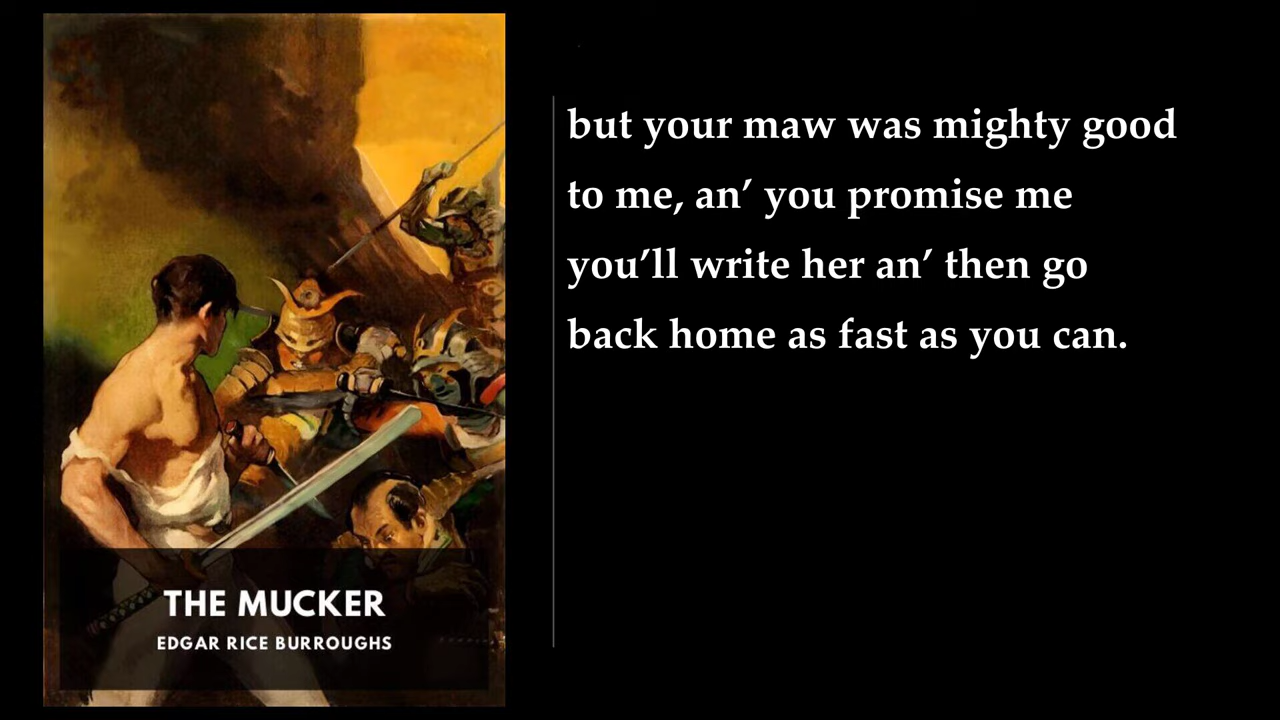 THE MUCKER
EDGAR RICE BURROUGHS
but your maw was mighty good
to me, an’ you promise me
you’ll write her an’ then go
back home as fast as you can.